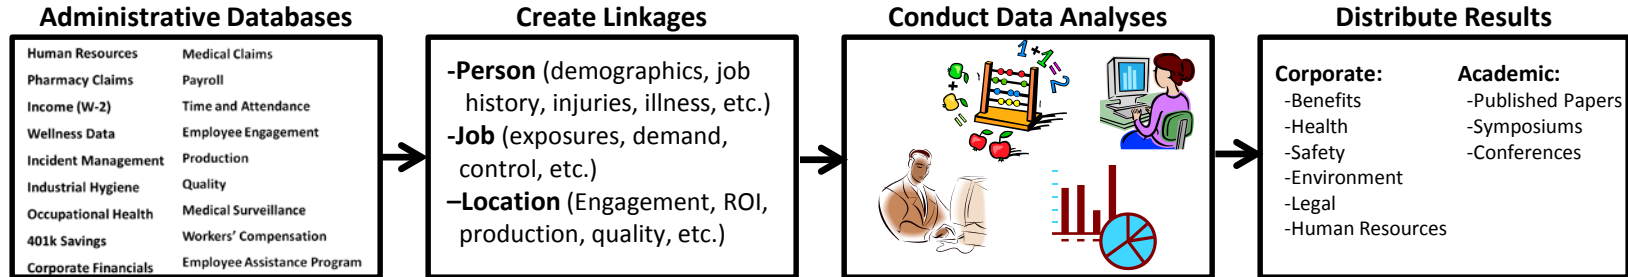 Administrative Databases
Human Resources
Pharmacy Claims
Income (W-2)
Wellness Data
Incident Management
Industrial Hygiene
Occupational Health
401k Savings
Corporate Financials
Medical Claims
Payroll
Time and Attendance
Employee Engagement
Production
Quality
Medical Surveillance
Workers' Compensation
Employee Assistance Program
Create Linkages
-Person (demographics, job
history, injuries, illness, etc.)
-Job (exposures, demand,
control, etc.)
–Location (Engagement, ROI,
production, quality, etc.)
Conduct Data Analyses
1+1=2
+
=
Distribute Results
Corporate:
-Benefits
-Health
-Safety
-Environment
-Legal
-Human Resources
Academic:
-Published Papers
-Symposiums
-Conferences